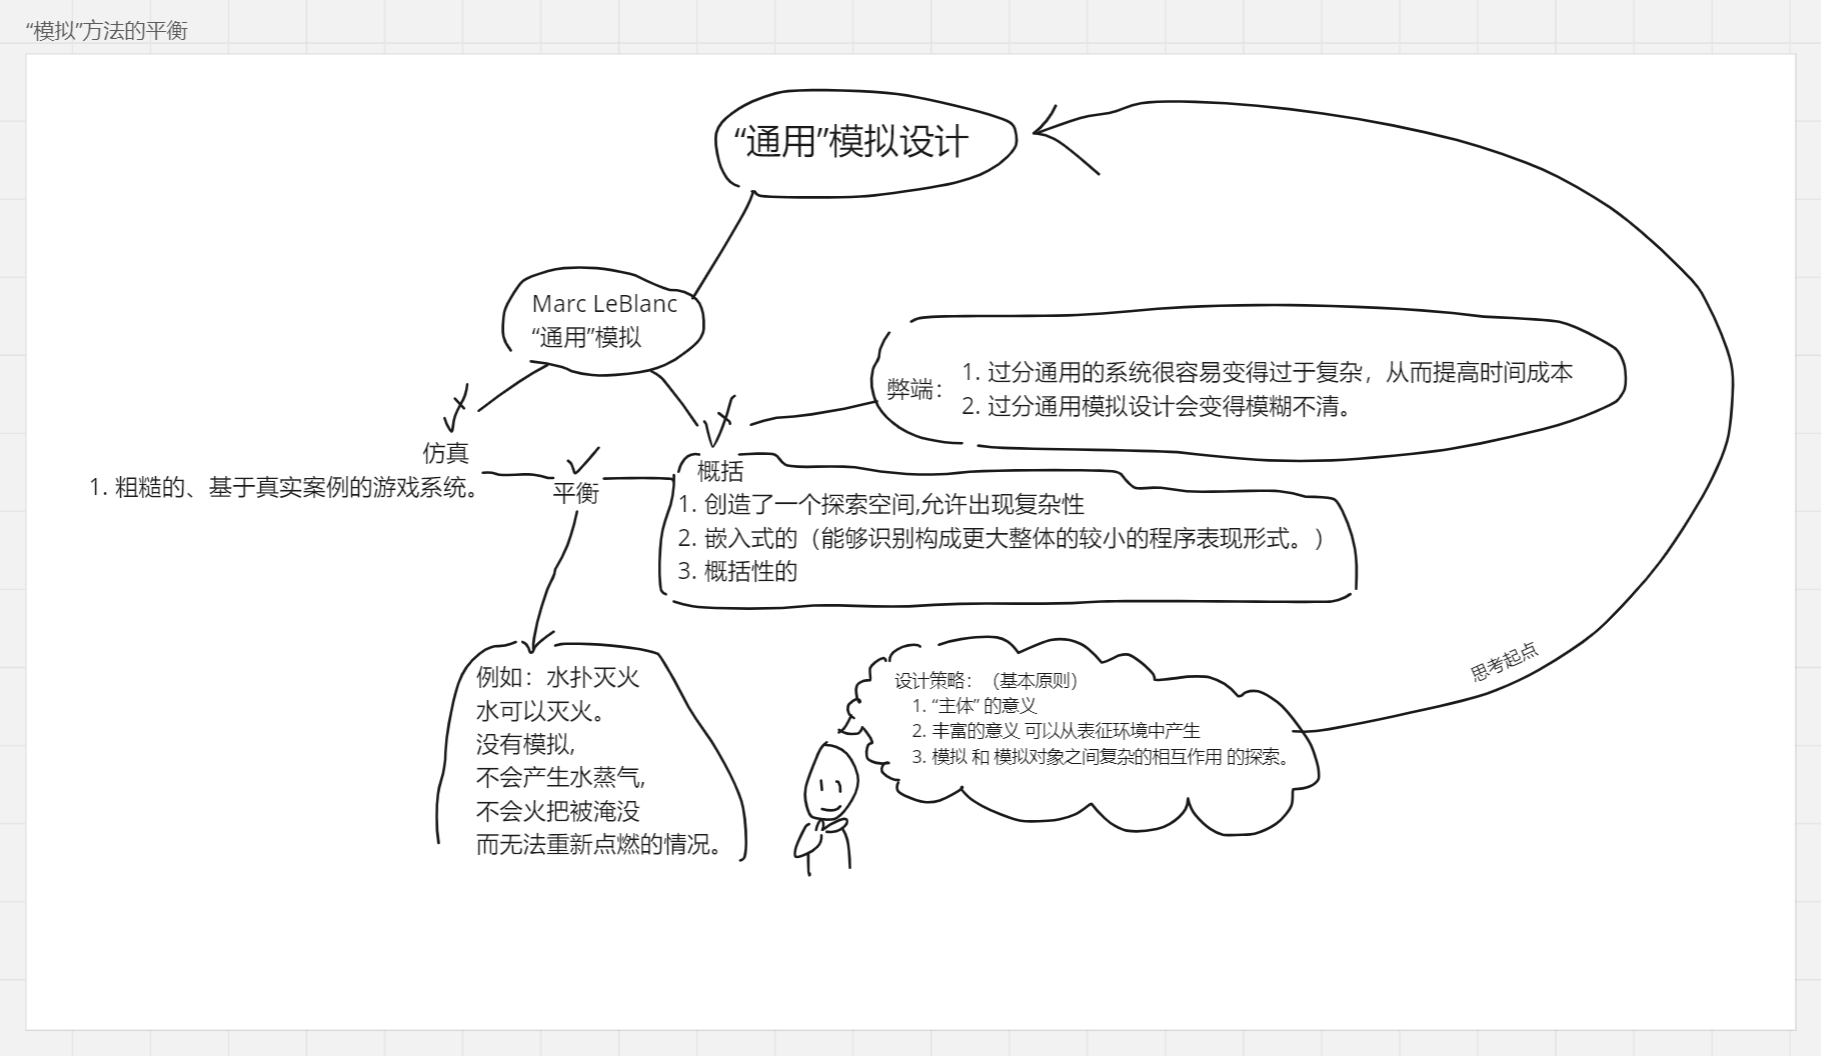 “模拟”方法的平衡
“通用”模拟设计
Marc LeBlanc
“通用”模拟
弊端：
1. 过分通用的系统很容易变得过于复杂，从而提高时间成本
2. 过分通用模拟设计会变得模糊不清。
仿真
1. 粗糙的、基于真实案例的游戏系统。
平衡
概括
1. 创造了一个探索空间,允许出现复杂性
2. 嵌入式的（能够识别构成更大整体的较小的程序表现形式。）
3. 概括性的
例如：水扑灭火
水可以灭火。
没有模拟,
不会产生水蒸气,
不会火把被淹没
而无法重新点燃的情况。
设计策略：（基本原则）
1. “主体” 的意义
2. 丰富的意义 可以从表征环境中产生
3. 模拟 和 模拟对象之间复杂的相互作用 的探索。
思考起点